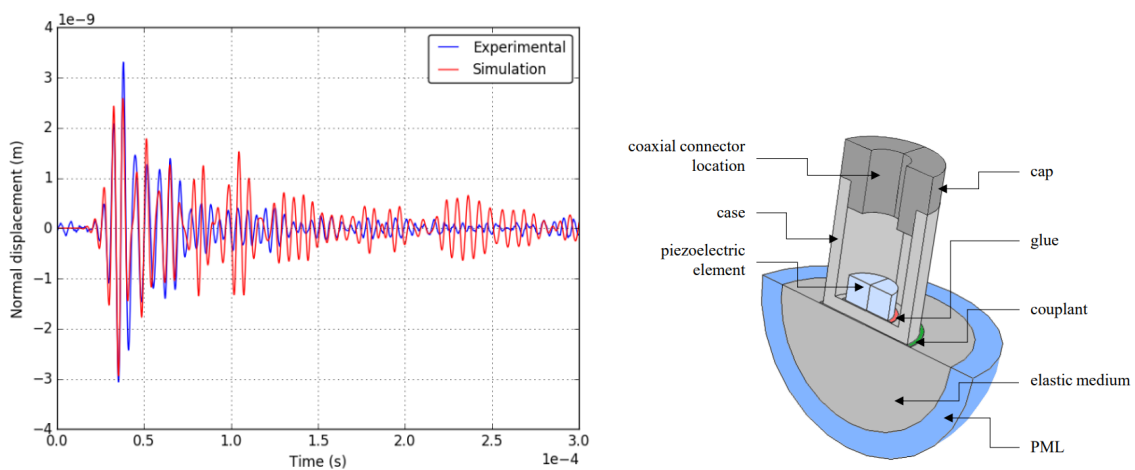 1e−9
4
3
2
1
0
−1
−2
−3
−4
Normal displacement (m)
Experimental
Simulation
0.0
0.5
1.0
1.5
2.0
2.5
3.0
1e−4
Time (s)
coaxial connector
location
case
piezoelectric
element
cap
glue
couplant
elastic medium
PML